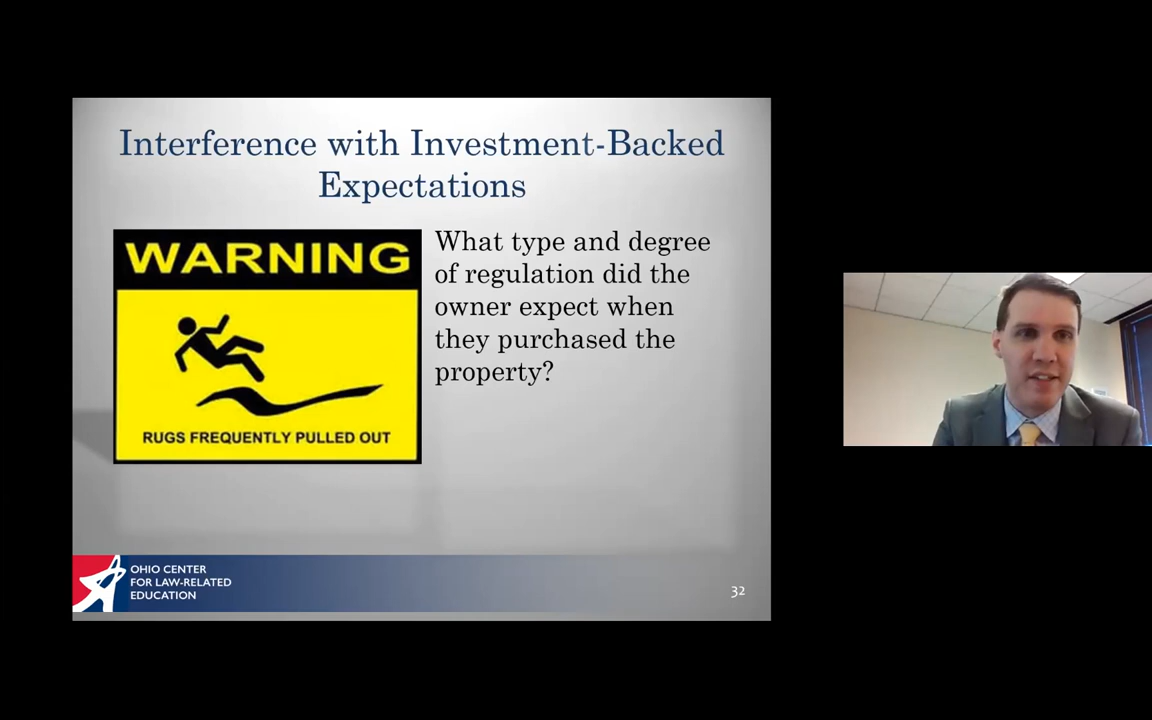 Interference with Investment-Backed
Expectations
WARNING
RUGS FREQUENTLY PULLED OUT
What type and degree
of regulation did the
owner expect when
they purchased the
property?
OHIO CENTER
FOR LAW-RELATED
EDUCATION
32